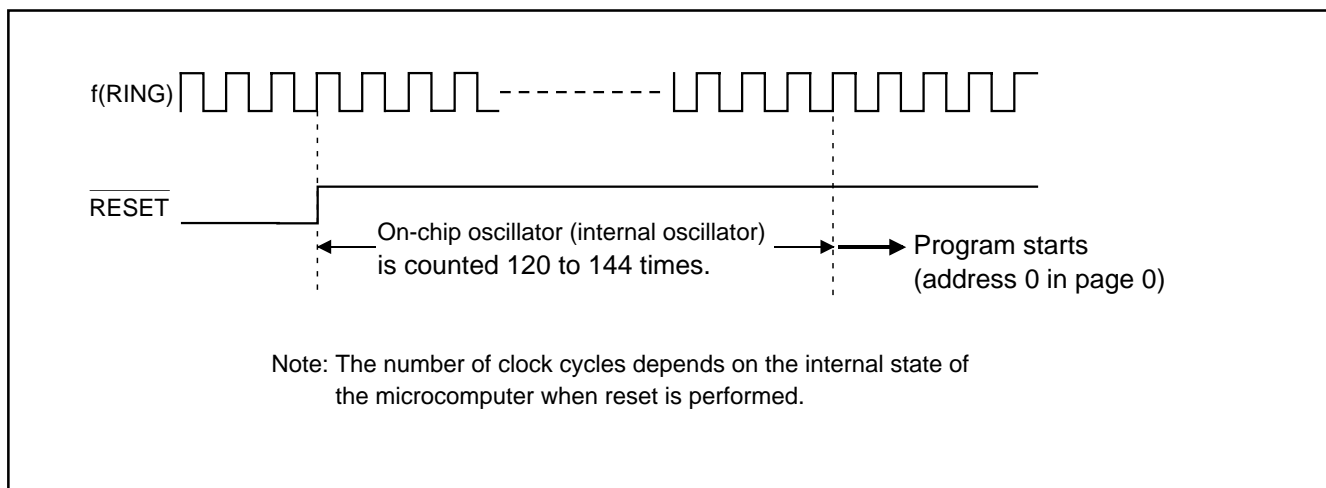 f(RING)
RESET
On-chip oscillator (internal oscillator)
is counted 120 to 144 times.
Program starts
(address 0 in page 0)
Note: The number of clock cycles depends on the internal state of
the microcomputer when reset is performed.